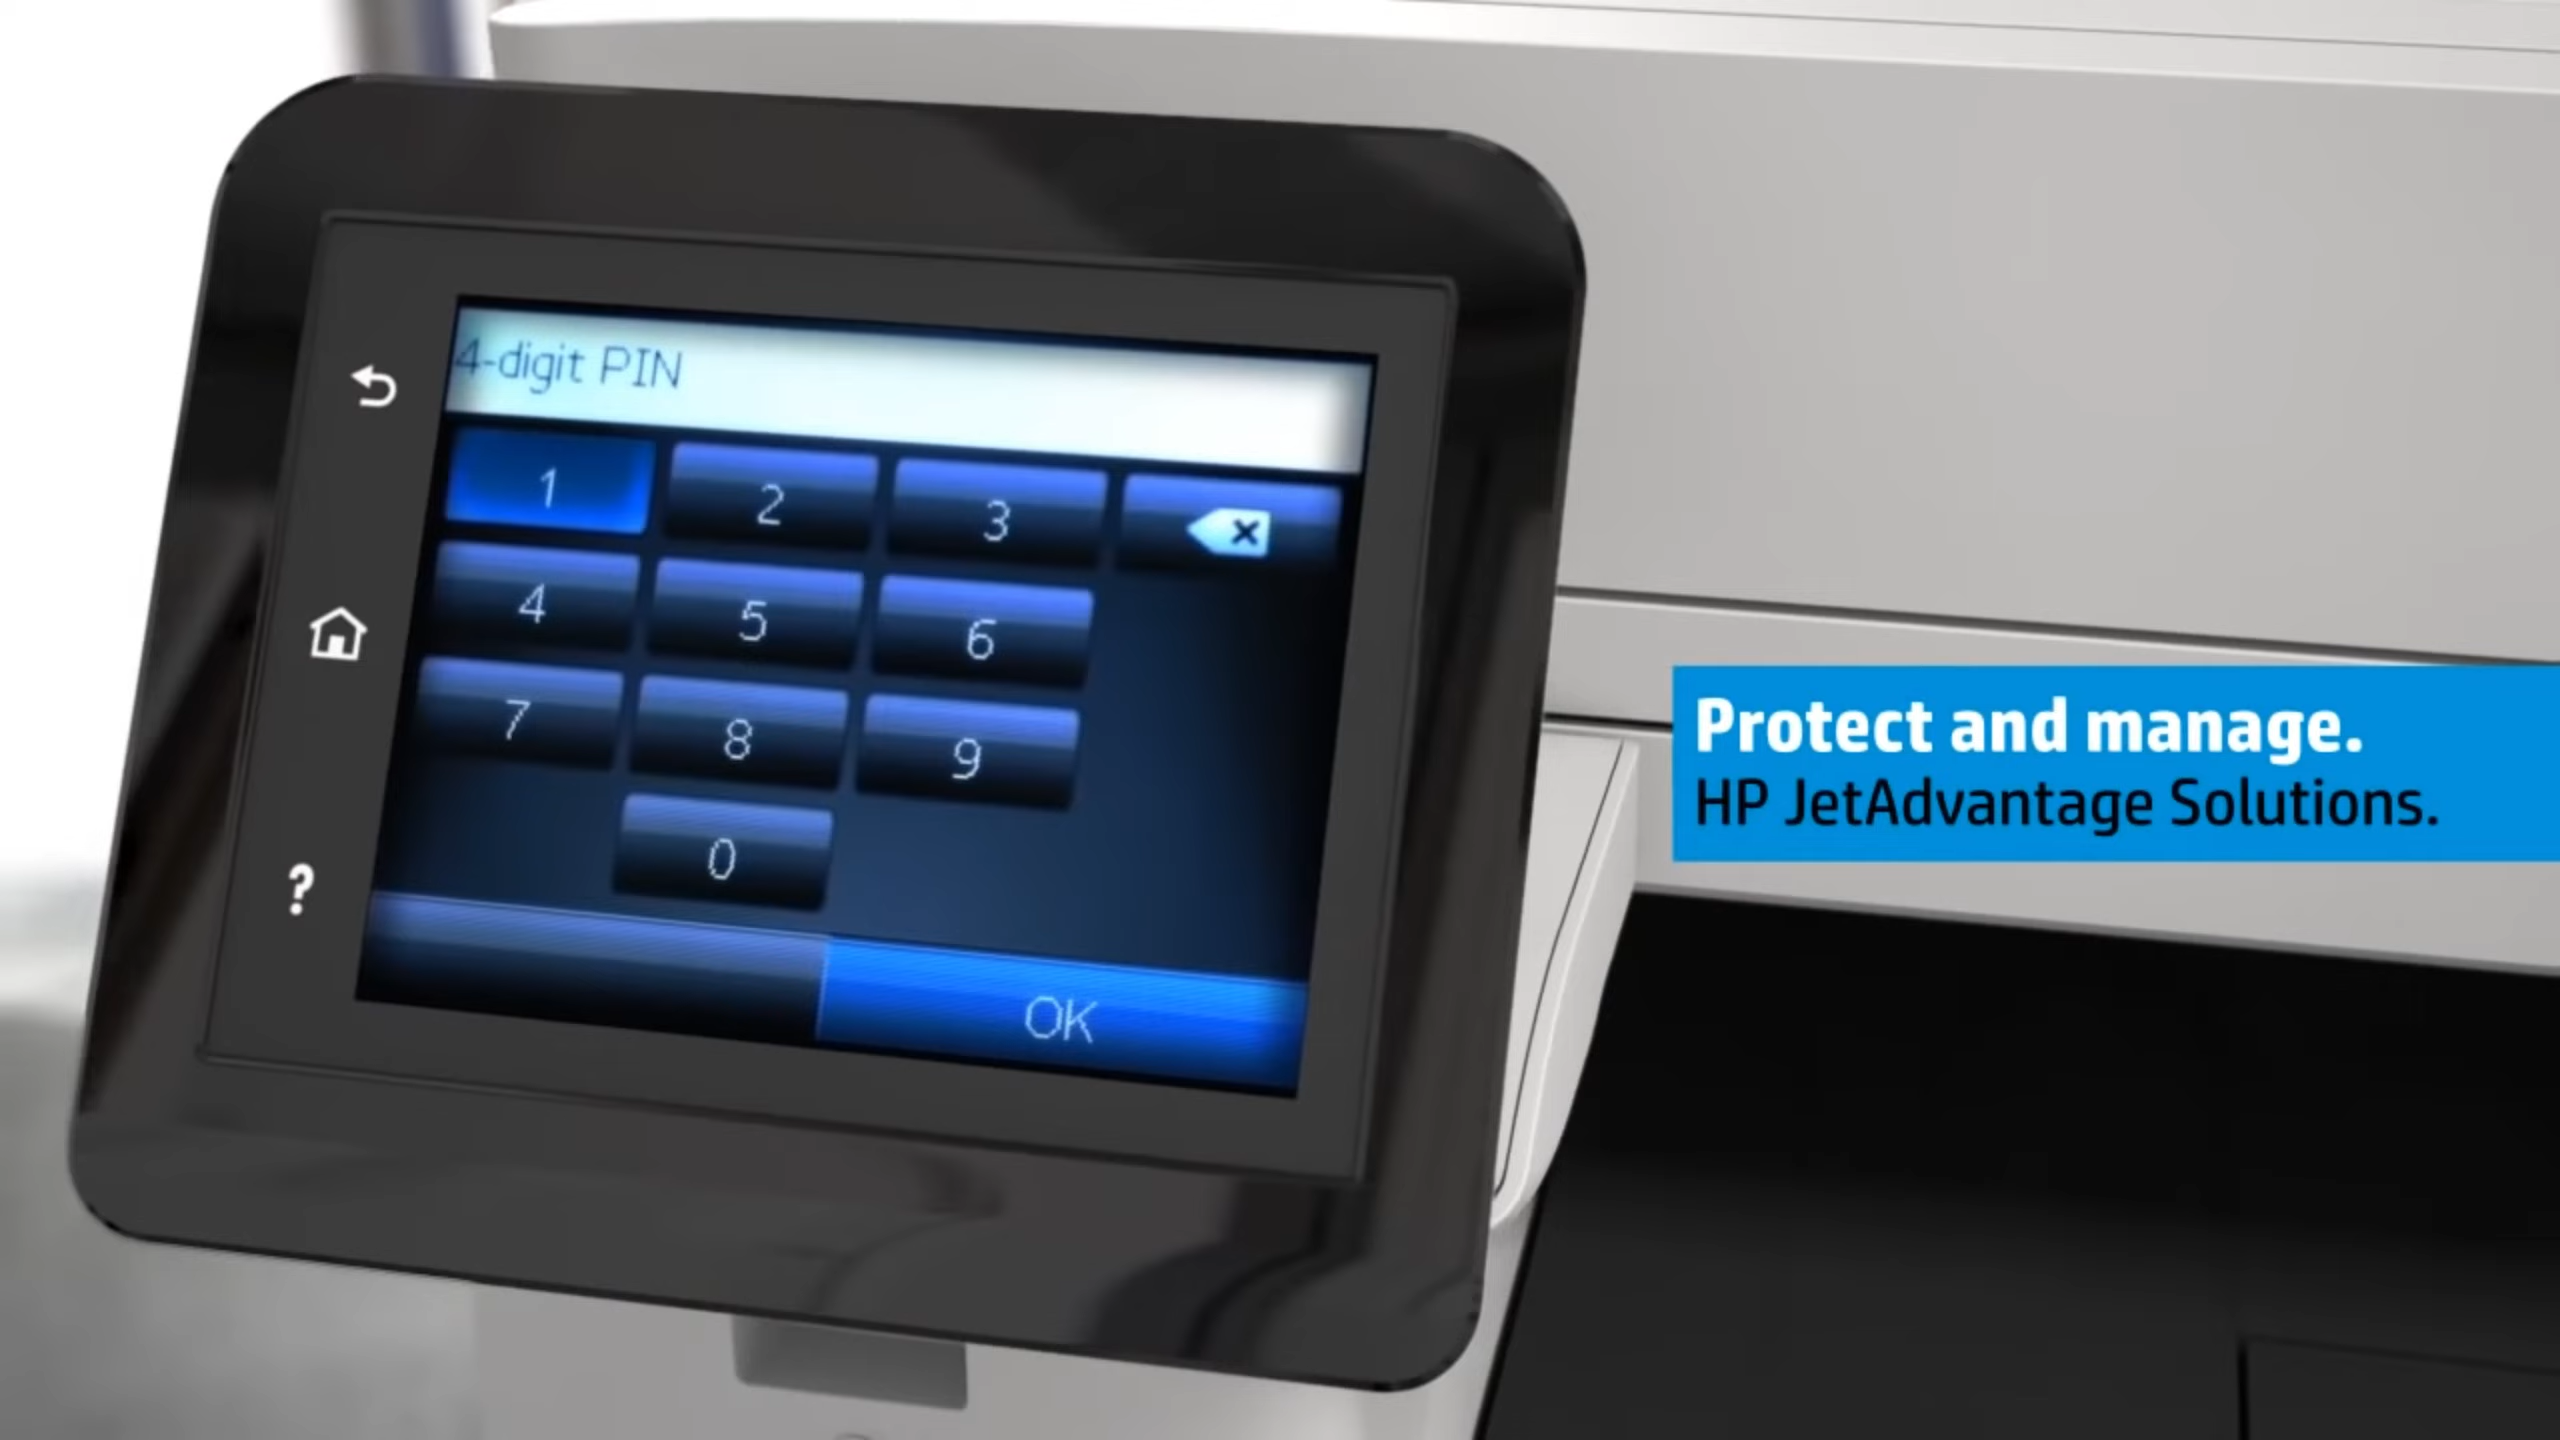 4-digit PIN
1 2 3
4 5 6
7 8 9
0
OK
?
Protect and manage.
HP JetAdvantage Solutions.